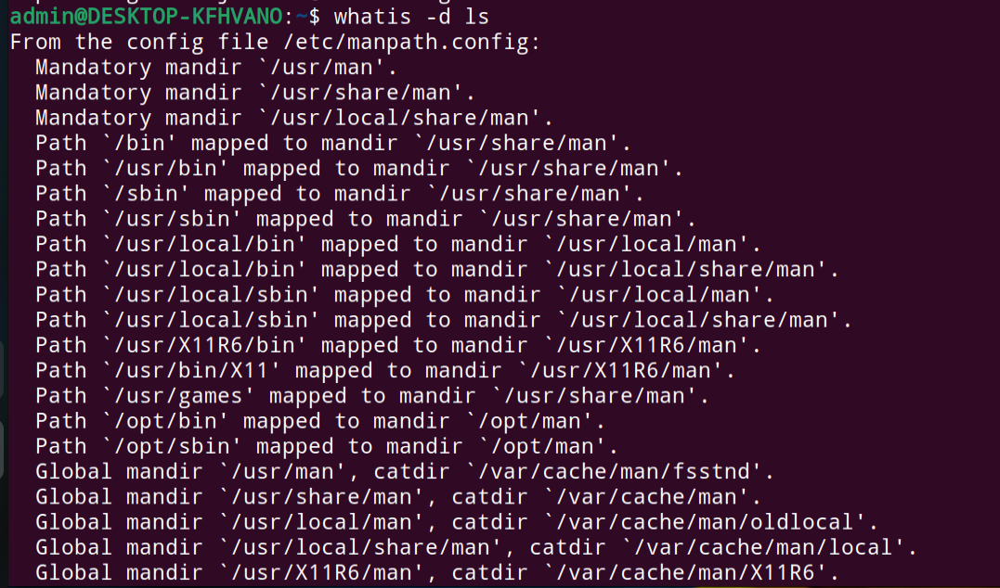 admin@DESKTOP-KFHVANO:~$ whatis -d ls
From the config file /etc/manpath.config:
  Mandatory mandir `/usr/man'.
  Mandatory mandir `/usr/share/man'.
  Mandatory mandir `/usr/local/share/man'.
  Path `/bin' mapped to mandir `/usr/share/man'.
  Path `/usr/bin' mapped to mandir `/usr/share/man'.
  Path `/sbin' mapped to mandir `/usr/share/man'.
  Path `/usr/sbin' mapped to mandir `/usr/share/man'.
  Path `/usr/local/bin' mapped to mandir `/usr/local/man'.
  Path `/usr/local/bin' mapped to mandir `/usr/local/share/man'.
  Path `/usr/local/sbin' mapped to mandir `/usr/local/man'.
  Path `/usr/local/sbin' mapped to mandir `/usr/local/share/man'.
  Path `/usr/X11R6/bin' mapped to mandir `/usr/X11R6/man'.
  Path `/usr/bin/X11' mapped to mandir `/usr/X11R6/man'.
  Path `/usr/games' mapped to mandir `/usr/share/man'.
  Path `/opt/bin' mapped to mandir `/opt/man'.
  Path `/opt/sbin' mapped to mandir `/opt/man'.
  Global mandir `/usr/man', catdir `/var/cache/man/fsstnd'.
  Global mandir `/usr/share/man', catdir `/var/cache/man'.
  Global mandir `/usr/local/man', catdir `/var/cache/man/oldlocal'.
  Global mandir `/usr/local/share/man', catdir `/var/cache/man/local'.
  Global mandir `/usr/X11R6/man', catdir `/var/cache/man/X11R6'.